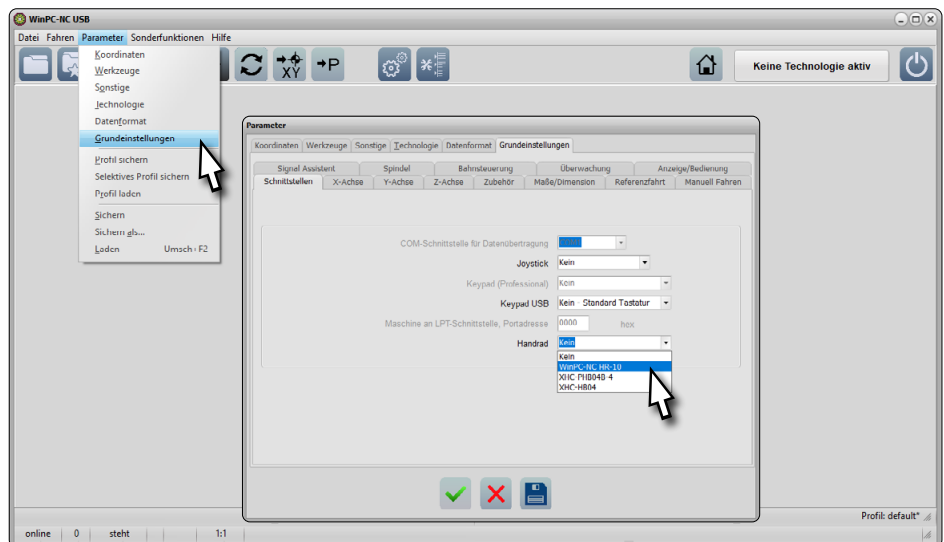 WinPC-NC USB
Datei Fahren Parameter Sonderfunktionen Hilfe
Koordinaten
Werkzeuge
Sonstige
Technologie
Datenformat
Grundeinstellungen
Profil sichern
Selektives Profil sichern
Profil laden
Sichern
Sichern als...
Laden Umsch+F2
XY
P
Keine Technologie aktiv
Parameter
Koordinaten Werkzeuge Sonstige Technologie Datenformat Grundeinstellungen
Signal Assistent Spindel Bahnsteuerung Überwachung Anzeige/Bedienung
Schnittstellen X-Achse Y-Achse Z-Achse Zubehör Maße/Dimension Referenzfahrt Manuell Fahren
COM-Schnittstelle für Datenübertragung
Joystick Kein
Keypad (Professional) Kein
Keypad USB Kein - Standard Tastatur
Maschine an LPT-Schnittstelle, Portadresse 0000 hex
Handrad Kein
Kein
WinPC-NC HR-10
XHC-PHB04B-4
XHC-HB04
Profil: default*
online 0 steht 1:1